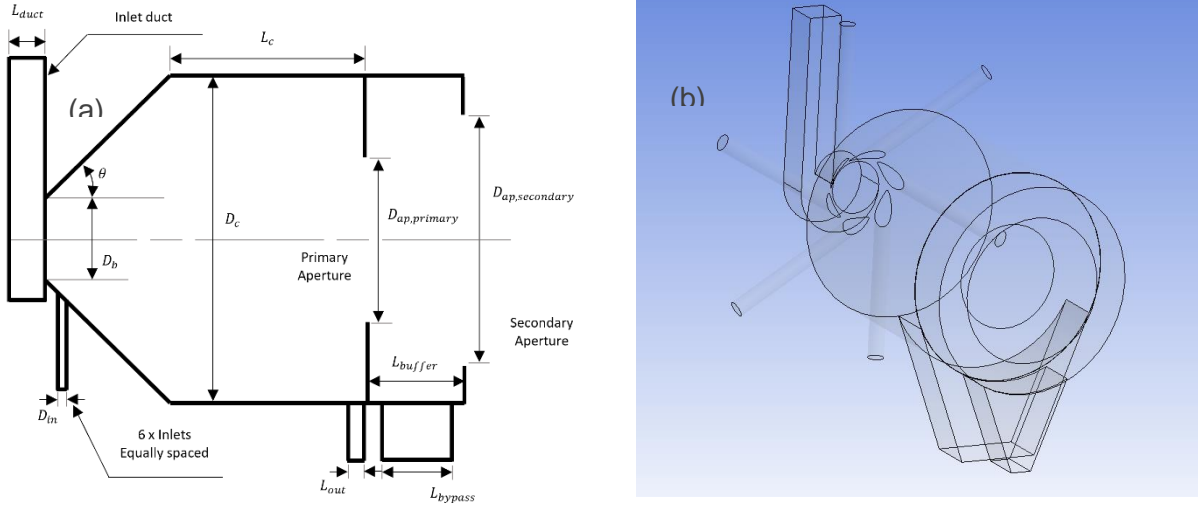 L_duct
Inlet duct
L_c
(a)
θ
D_b
D_c
D_ap,primary
D_ap,secondary
Primary
Aperture
Secondary
Aperture
L_buffer
D_in
6 x Inlets
Equally spaced
L_out
L_bypass
(b)